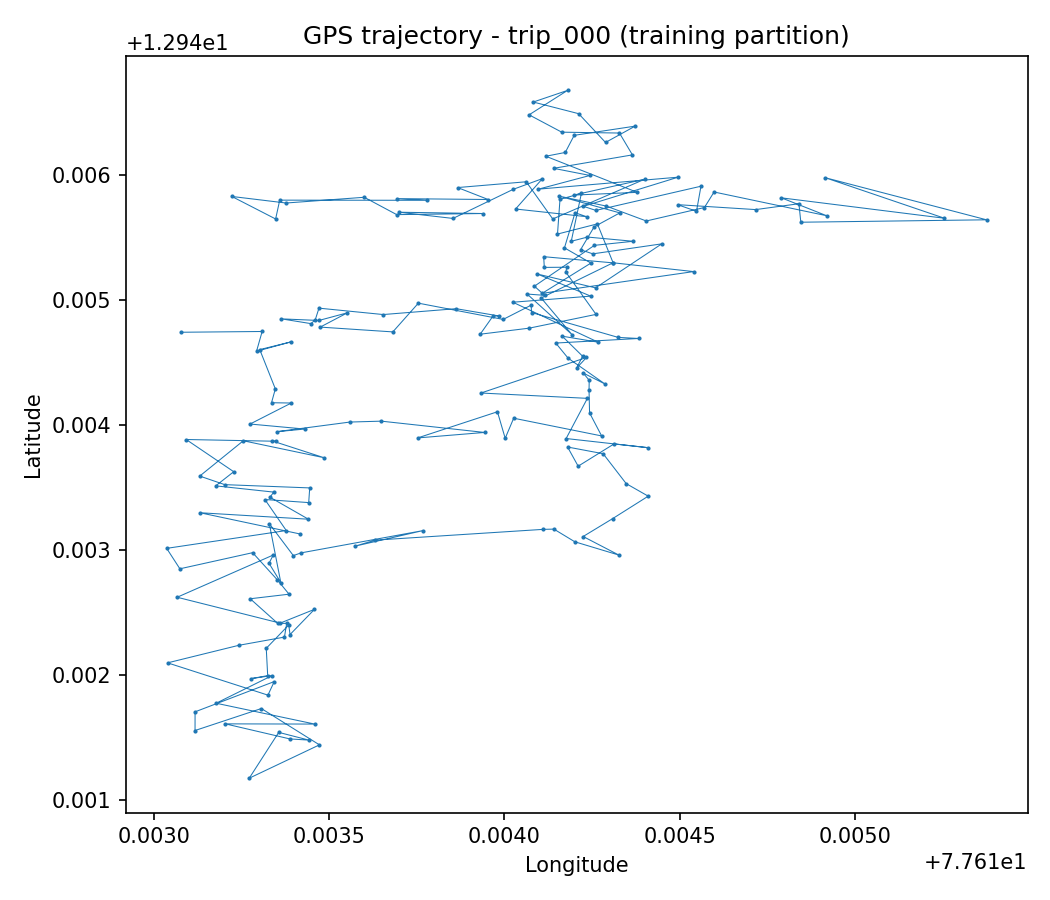 GPS trajectory - trip_000 (training partition)
+1.294e1
0.006
0.005
0.004
0.003
0.002
0.001
Latitude
0.0030 0.0035 0.0040 0.0045 0.0050
Longitude
+7.761e1